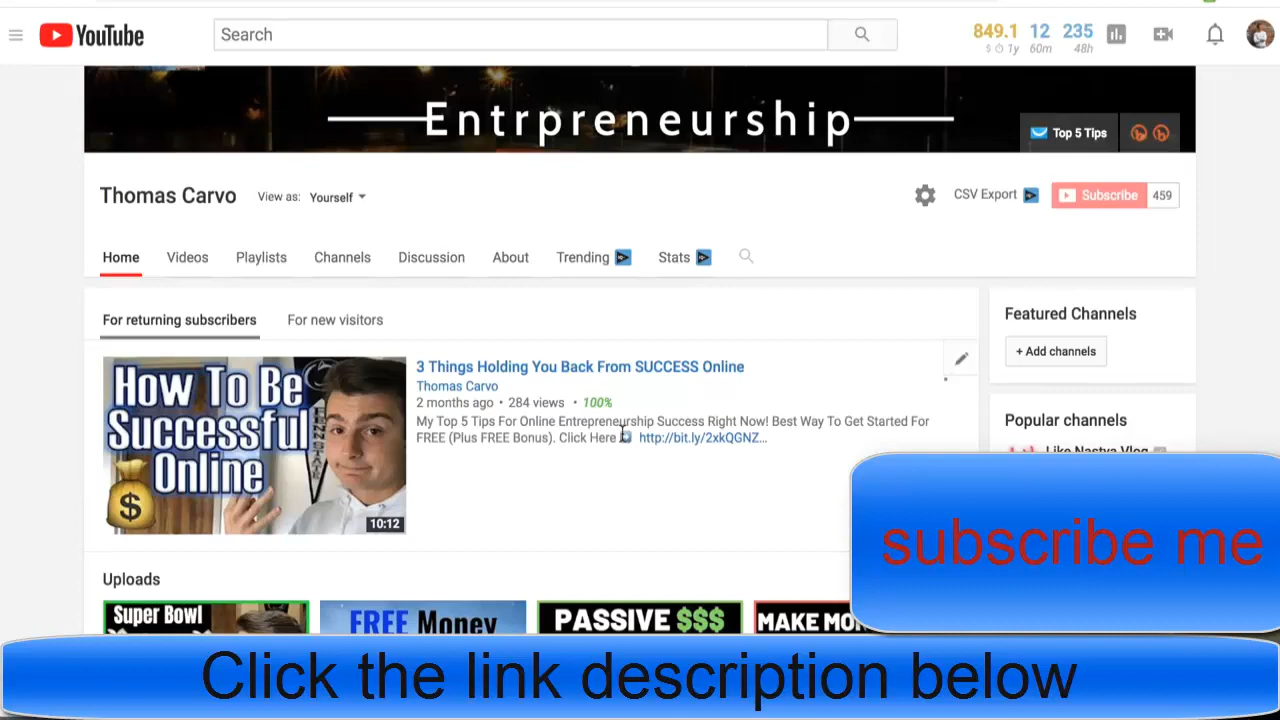 YouTube
Search
849.1 12 235
$ 1y 60m 48h
Entrpreneurship
Top 5 Tips
Thomas Carvo
View as: Yourself
CSV Export
Subscribe 459
Home Videos Playlists Channels Discussion About Trending Stats
For returning subscribers For new visitors
Featured Channels
+ Add channels
How To Be
Successful
Online
$
10:12
3 Things Holding You Back From SUCCESS Online
Thomas Carvo
2 months ago • 284 views • 100%
My Top 5 Tips For Online Entrepreneurship Success Right Now! Best Way To Get Started For
FREE (Plus FREE Bonus). Click Here http://bit.ly/2xkQGNZ...
Popular channels
Like Nastya Vlog
subscribe me
Uploads
Super Bowl
FREE Money
PASSIVE $$$
Click the link description below